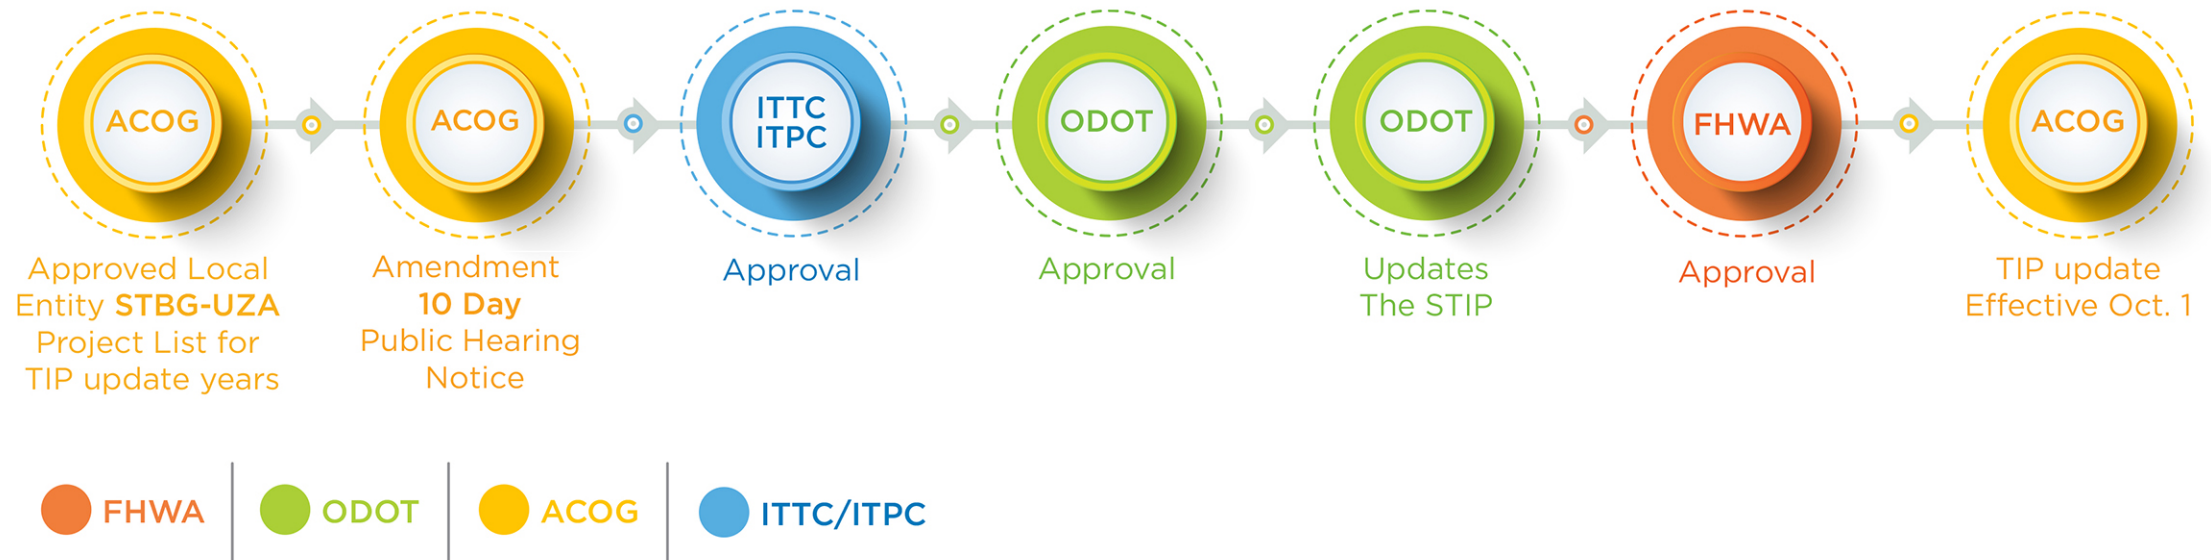 ACOG
Approved Local
Entity STBG-UZA
Project List for
TIP update years
ACOG
Amendment
10 Day
Public Hearing
Notice
ITTC
ITPC
Approval
ODOT
Approval
ODOT
Updates
The STIP
FHWA
Approval
ACOG
TIP update
Effective Oct. 1
FHWA
ODOT
ACOG
ITTC/ITPC